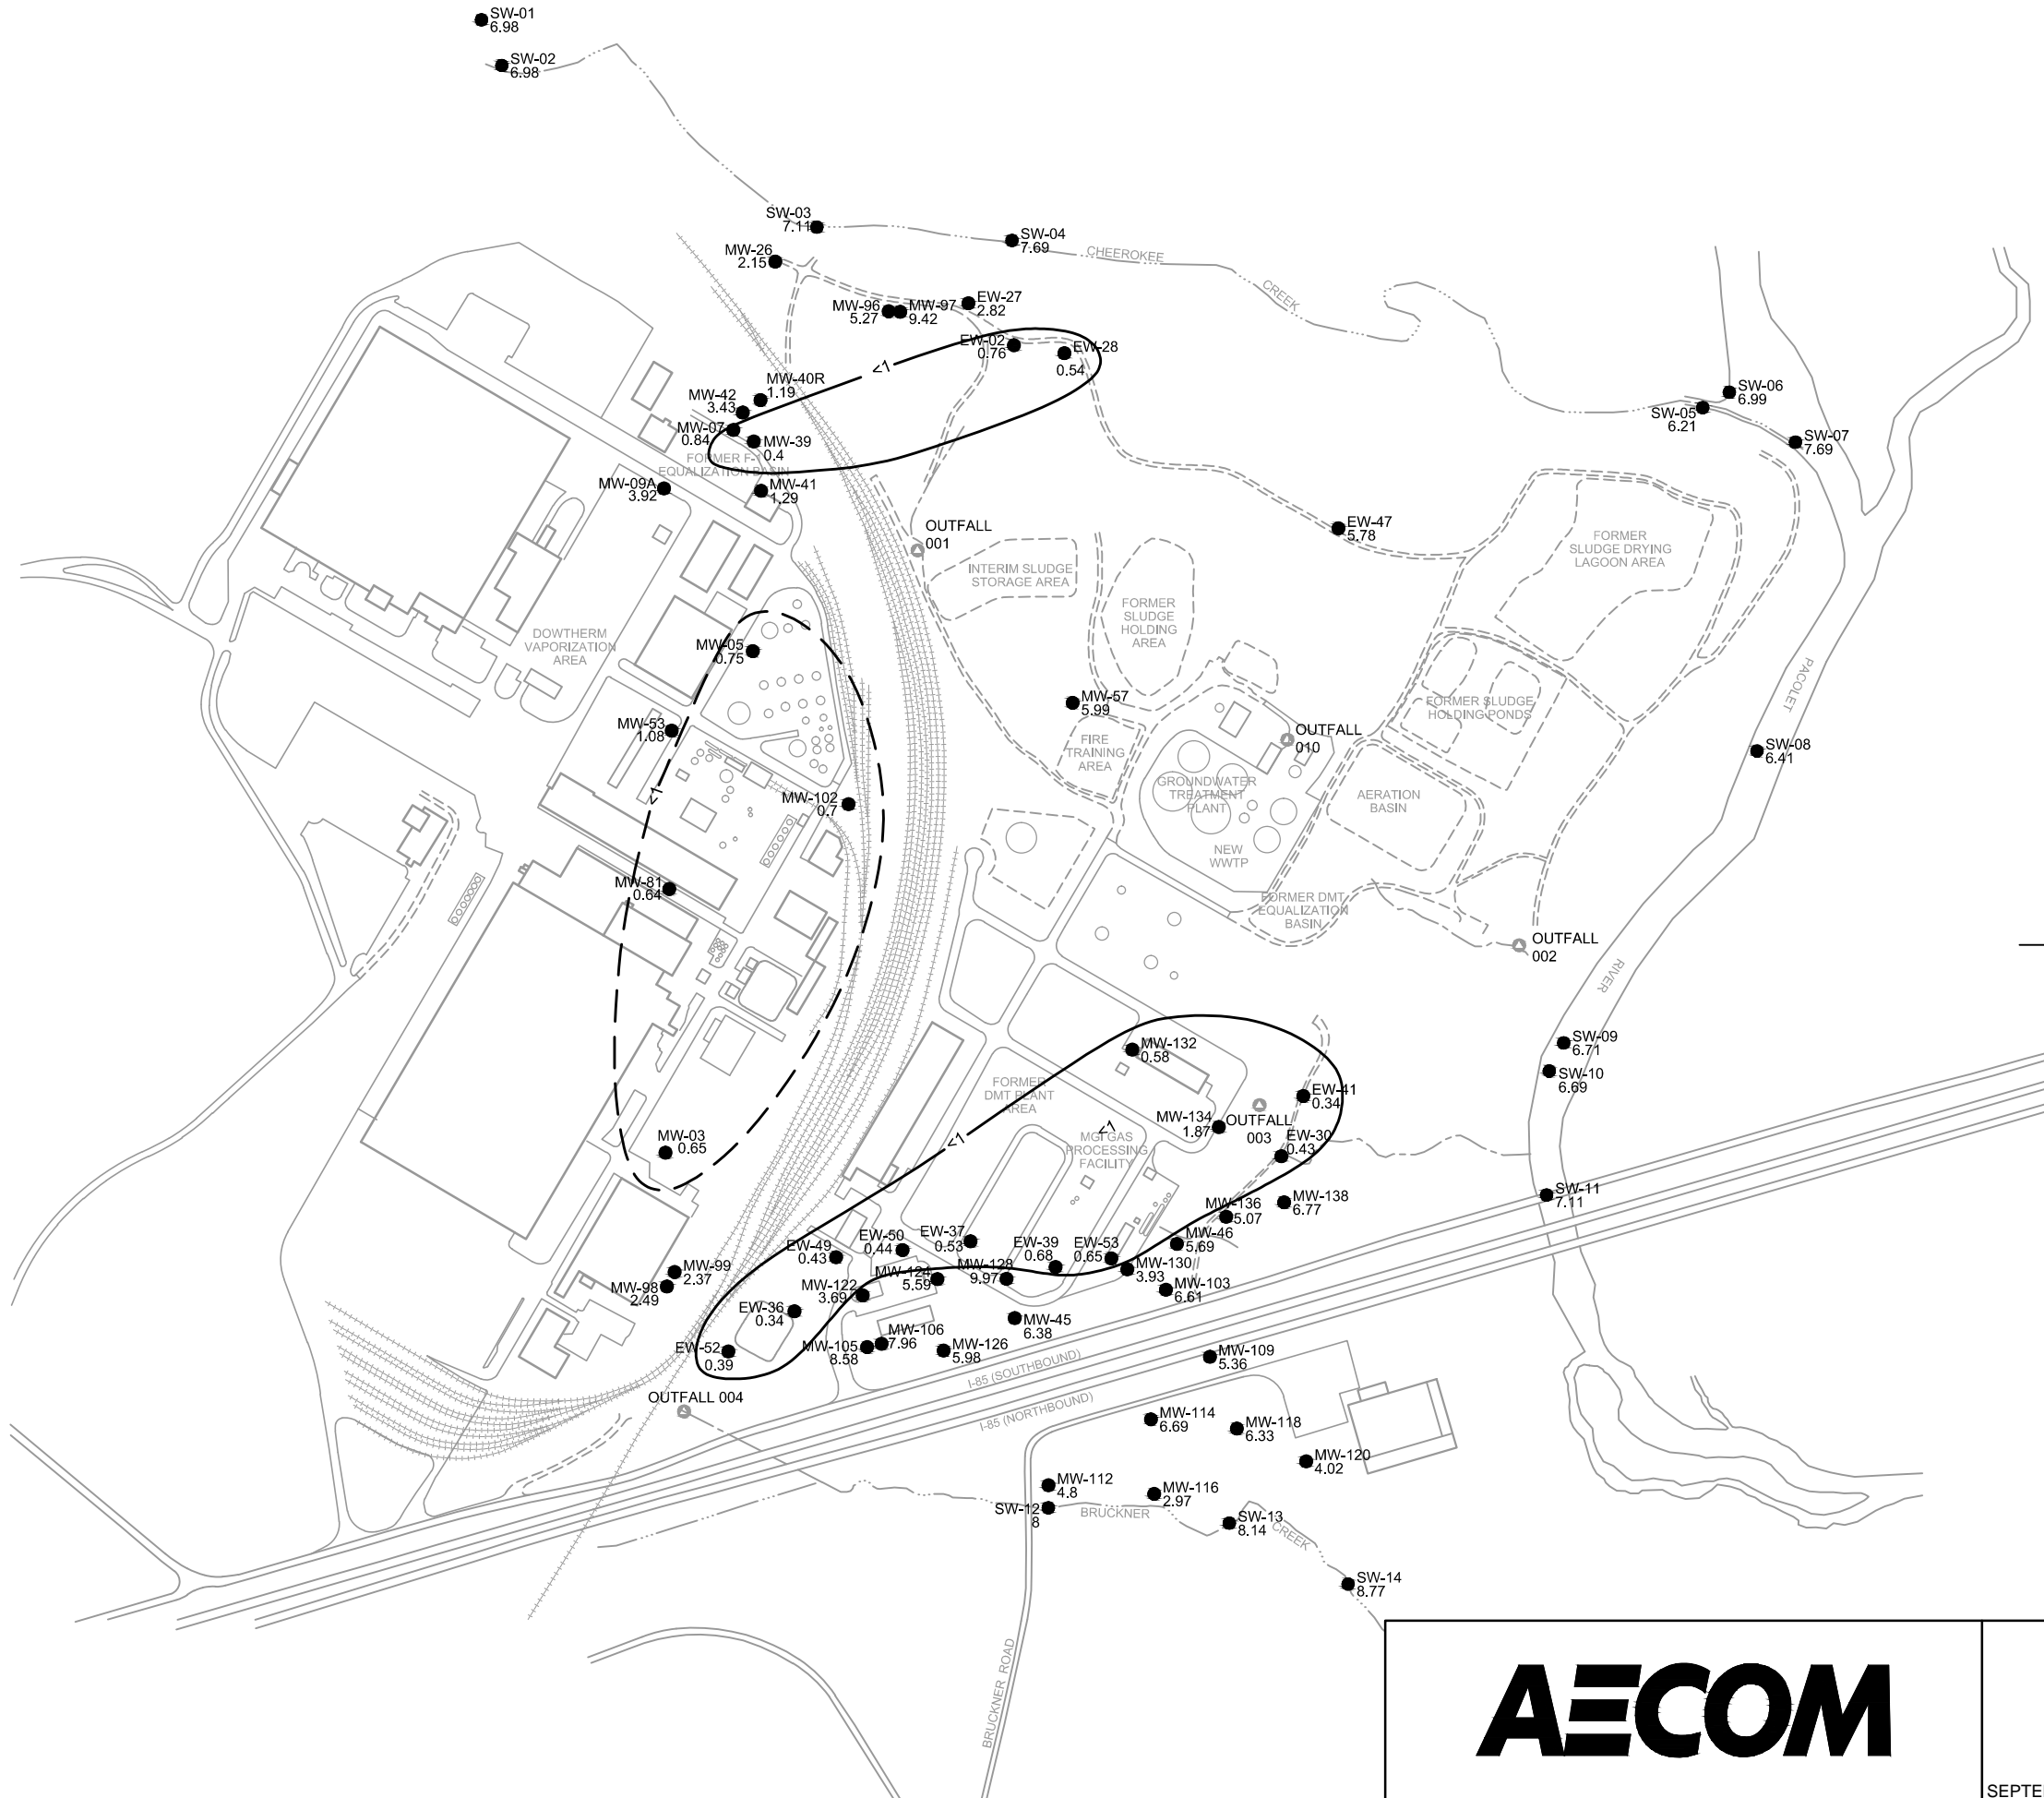 SW-01
6.98
SW-02
6.98
SW-03
7.11
SW-04
7.69
CHEEROKEE
CREEK
MW-26
2.15
MW-96
5.27
MW-97
9.42
EW-27
2.82
EW-02
0.76
EW-28
0.54
<1
MW-40R
1.19
MW-42
3.43
MW-07
0.84
MW-39
0.4
FORMER F-1
EQUALIZATION BASIN
MW-09A
3.92
MW-41
1.29
SW-06
6.99
SW-05
6.21
SW-07
7.69
EW-47
5.78
OUTFALL
001
INTERIM SLUDGE
STORAGE AREA
FORMER
SLUDGE
HOLDING
AREA
FORMER
SLUDGE DRYING
LAGOON AREA
DOWTHERM
VAPORIZATION
AREA
MW-05
0.75
MW-53
1.08
<1
MW-102
0.7
MW-81
0.64
MW-57
5.99
FIRE
TRAINING
AREA
OUTFALL
010
GROUNDWATER
TREATMENT
PLANT
NEW
WWTP
FORMER SLUDGE
HOLDING PONDS
AERATION
BASIN
PACOLET
SW-08
6.41
FORMER DMT
EQUALIZATION
BASIN
OUTFALL
002
RIVER
SW-09
6.71
SW-10
6.69
MW-132
0.58
FORMER
DMT PLANT
AREA
EW-41
0.34
MW-134
1.87
OUTFALL
003
EW-30
0.43
<1
<1
MGI GAS
PROCESSING
FACILITY
MW-03
0.65
SW-11
7.11
MW-138
6.77
MW-136
5.07
MW-46
5.69
EW-37
0.53
EW-50
0.44
EW-49
0.43
EW-39
0.68
EW-53
0.65
MW-130
3.93
MW-128
9.97
MW-124
5.59
MW-122
3.69
MW-103
6.61
MW-99
2.37
MW-98
2.49
EW-36
0.34
EW-52
0.39
MW-45
6.38
MW-106
7.96
MW-105
8.58
MW-126
5.98
MW-109
5.36
I-85 (SOUTHBOUND)
I-85 (NORTHBOUND)
OUTFALL 004
MW-114
6.69
MW-118
6.33
MW-120
4.02
MW-112
4.8
MW-116
2.97
SW-12
8
BRUCKNER
SW-13
8.14
CREEK
SW-14
8.77
BRUCKNER ROAD
AECOM
SEPTE